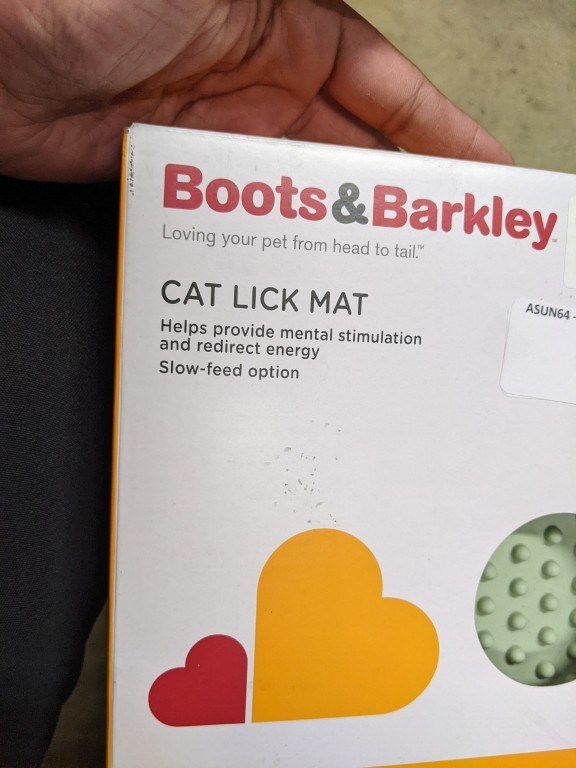 Boots&Barkley™
Loving your pet from head to tail.™
CAT LICK MAT
Helps provide mental stimulation
and redirect energy
Slow-feed option
ASUN64 -